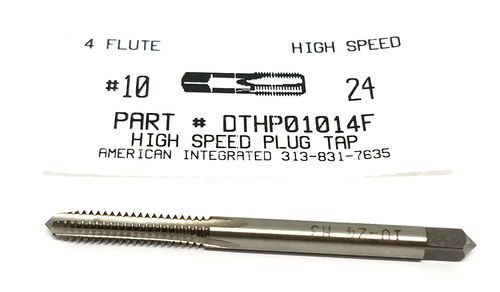 4 FLUTE HIGH SPEED
#10 24
PART # DTHP01014F
HIGH SPEED PLUG TAP
AMERICAN INTEGRATED 313-831-7635
10-24 HS